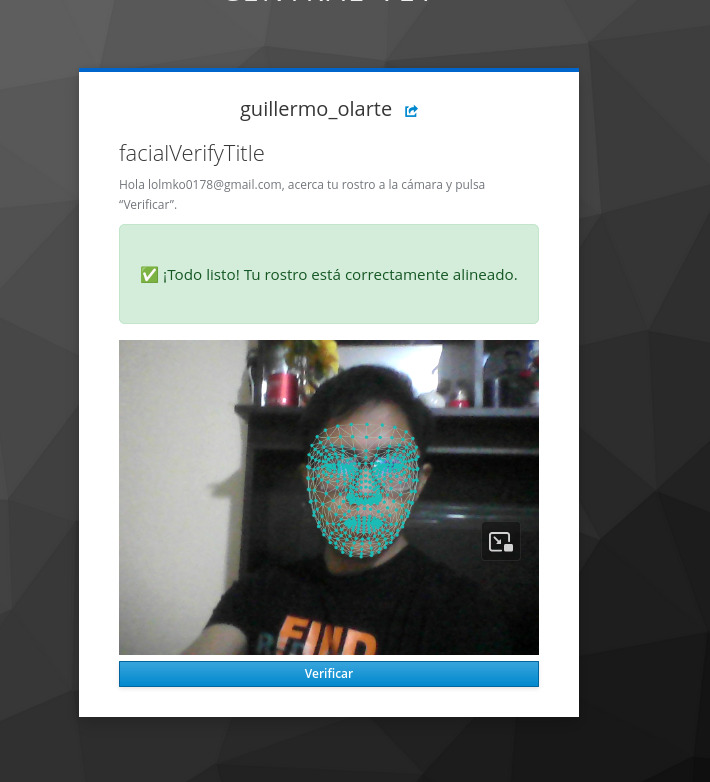 guillermo_olarte
facialVerifyTitle
Hola lolmko0178@gmail.com, acerca tu rostro a la cámara y pulsa
“Verificar”.
✅ ¡Todo listo! Tu rostro está correctamente alineado.
FIND
Verificar